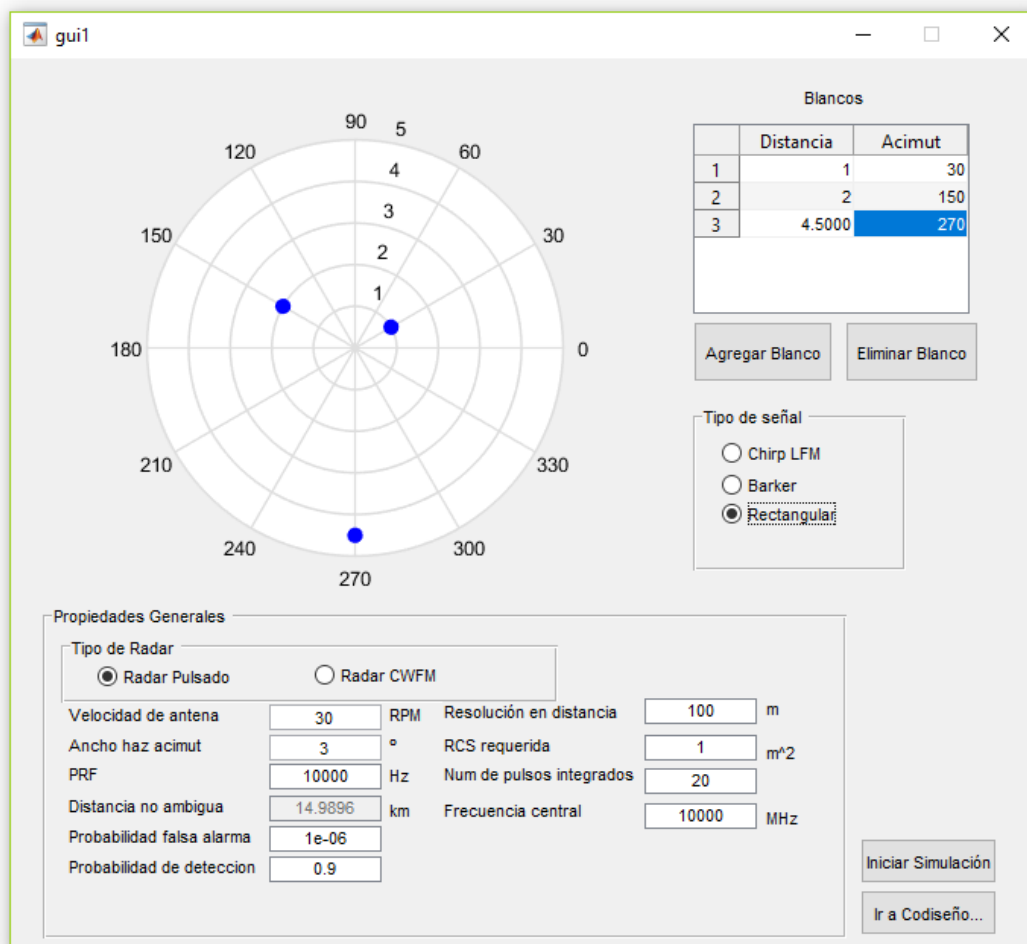 gui1
Blancos
Distancia Acimut
1 1 30
2 2 150
3 4.5000 270
90 5
120 60
4
3
150 30
2
1
180 0
210 330
240 300
270
Agregar Blanco Eliminar Blanco
Tipo de señal
Chirp LFM
Barker
Rectangular
Propiedades Generales
Tipo de Radar
Radar Pulsado Radar CWFM
Velocidad de antena 30 RPM Resolución en distancia 100 m
Ancho haz acimut 3 º RCS requerida 1 m^2
PRF 10000 Hz Num de pulsos integrados 20
Distancia no ambigua 14.9896 km Frecuencia central 10000 MHz
Probabilidad falsa alarma 1e-06
Probabilidad de deteccion 0.9
Iniciar Simulación
Ir a Codiseño...